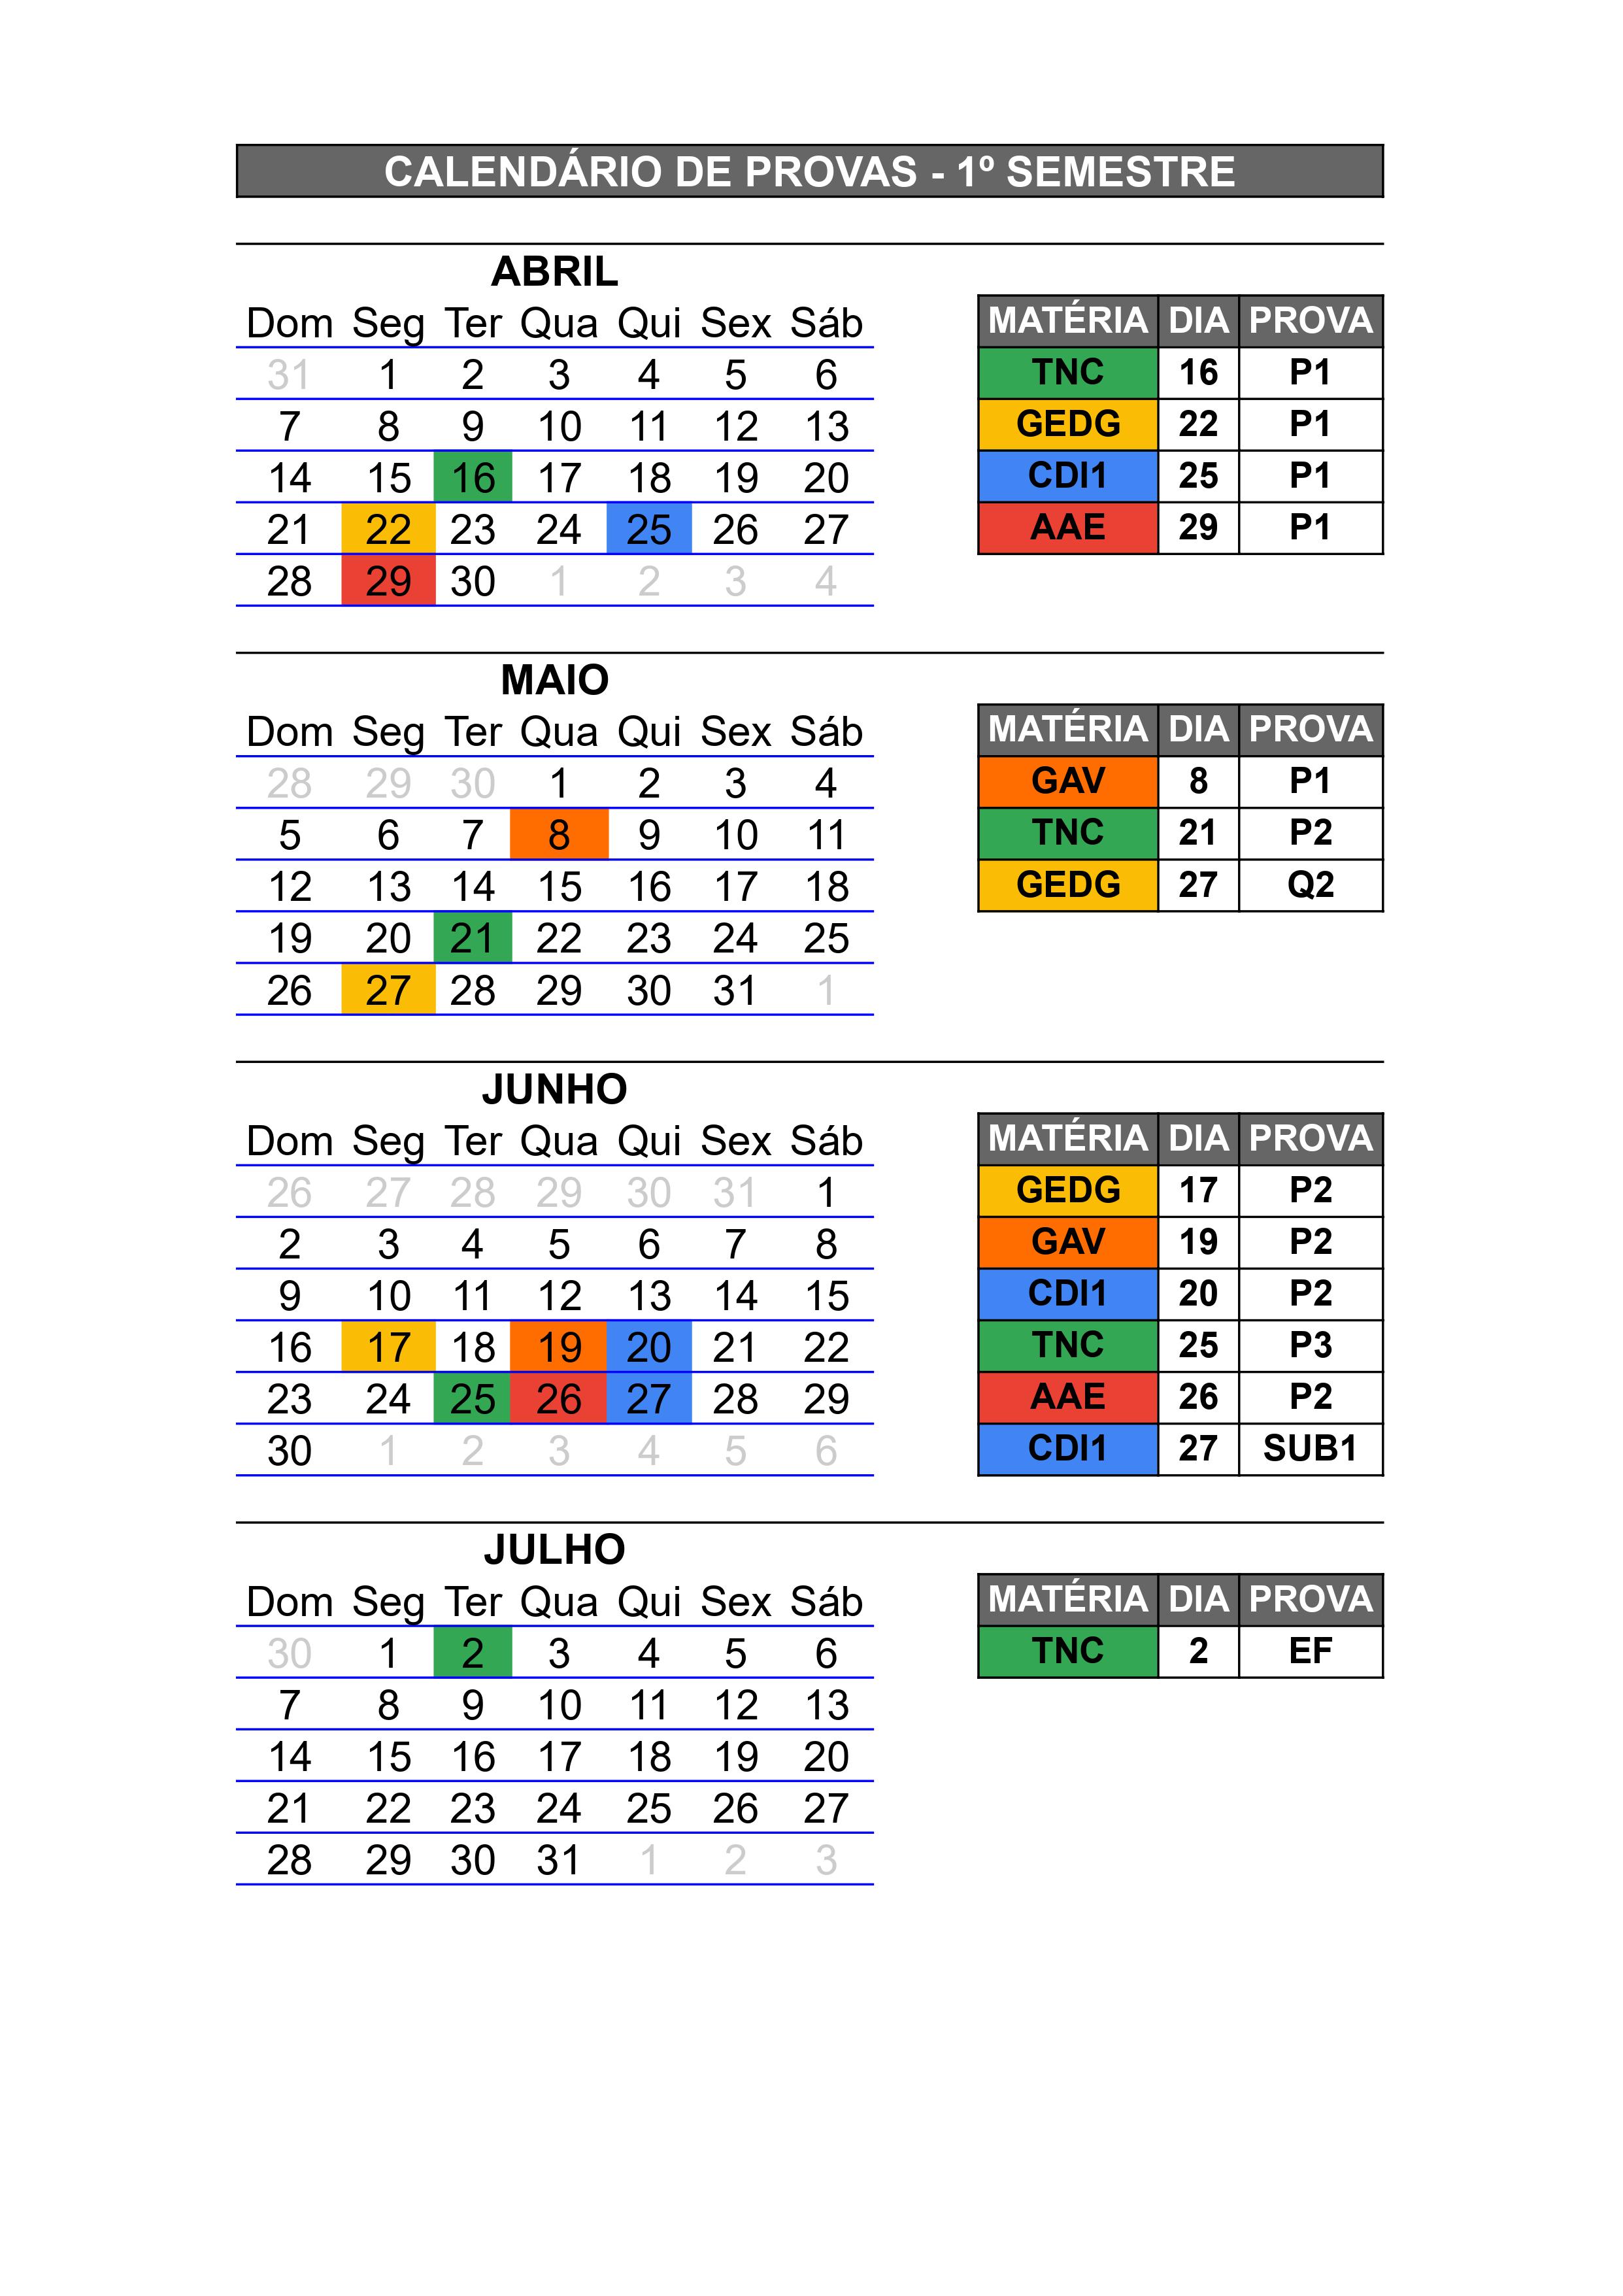 CALENDÁRIO DE PROVAS - 1º SEMESTRE
ABRIL
Dom Seg Ter Qua Qui Sex Sáb
31 1 2 3 4 5 6
7 8 9 10 11 12 13
14 15 16 17 18 19 20
21 22 23 24 25 26 27
28 29 30 1 2 3 4
MATÉRIA DIA PROVA
TNC 16 P1
GEDG 22 P1
CDI1 25 P1
AAE 29 P1
MAIO
Dom Seg Ter Qua Qui Sex Sáb
28 29 30 1 2 3 4
5 6 7 8 9 10 11
12 13 14 15 16 17 18
19 20 21 22 23 24 25
26 27 28 29 30 31 1
MATÉRIA DIA PROVA
GAV 8 P1
TNC 21 P2
GEDG 27 Q2
JUNHO
Dom Seg Ter Qua Qui Sex Sáb
26 27 28 29 30 31 1
2 3 4 5 6 7 8
9 10 11 12 13 14 15
16 17 18 19 20 21 22
23 24 25 26 27 28 29
30 1 2 3 4 5 6
MATÉRIA DIA PROVA
GEDG 17 P2
GAV 19 P2
CDI1 20 P2
TNC 25 P3
AAE 26 P2
CDI1 27 SUB1
JULHO
Dom Seg Ter Qua Qui Sex Sáb
30 1 2 3 4 5 6
7 8 9 10 11 12 13
14 15 16 17 18 19 20
21 22 23 24 25 26 27
28 29 30 31 1 2 3
MATÉRIA DIA PROVA
TNC 2 EF